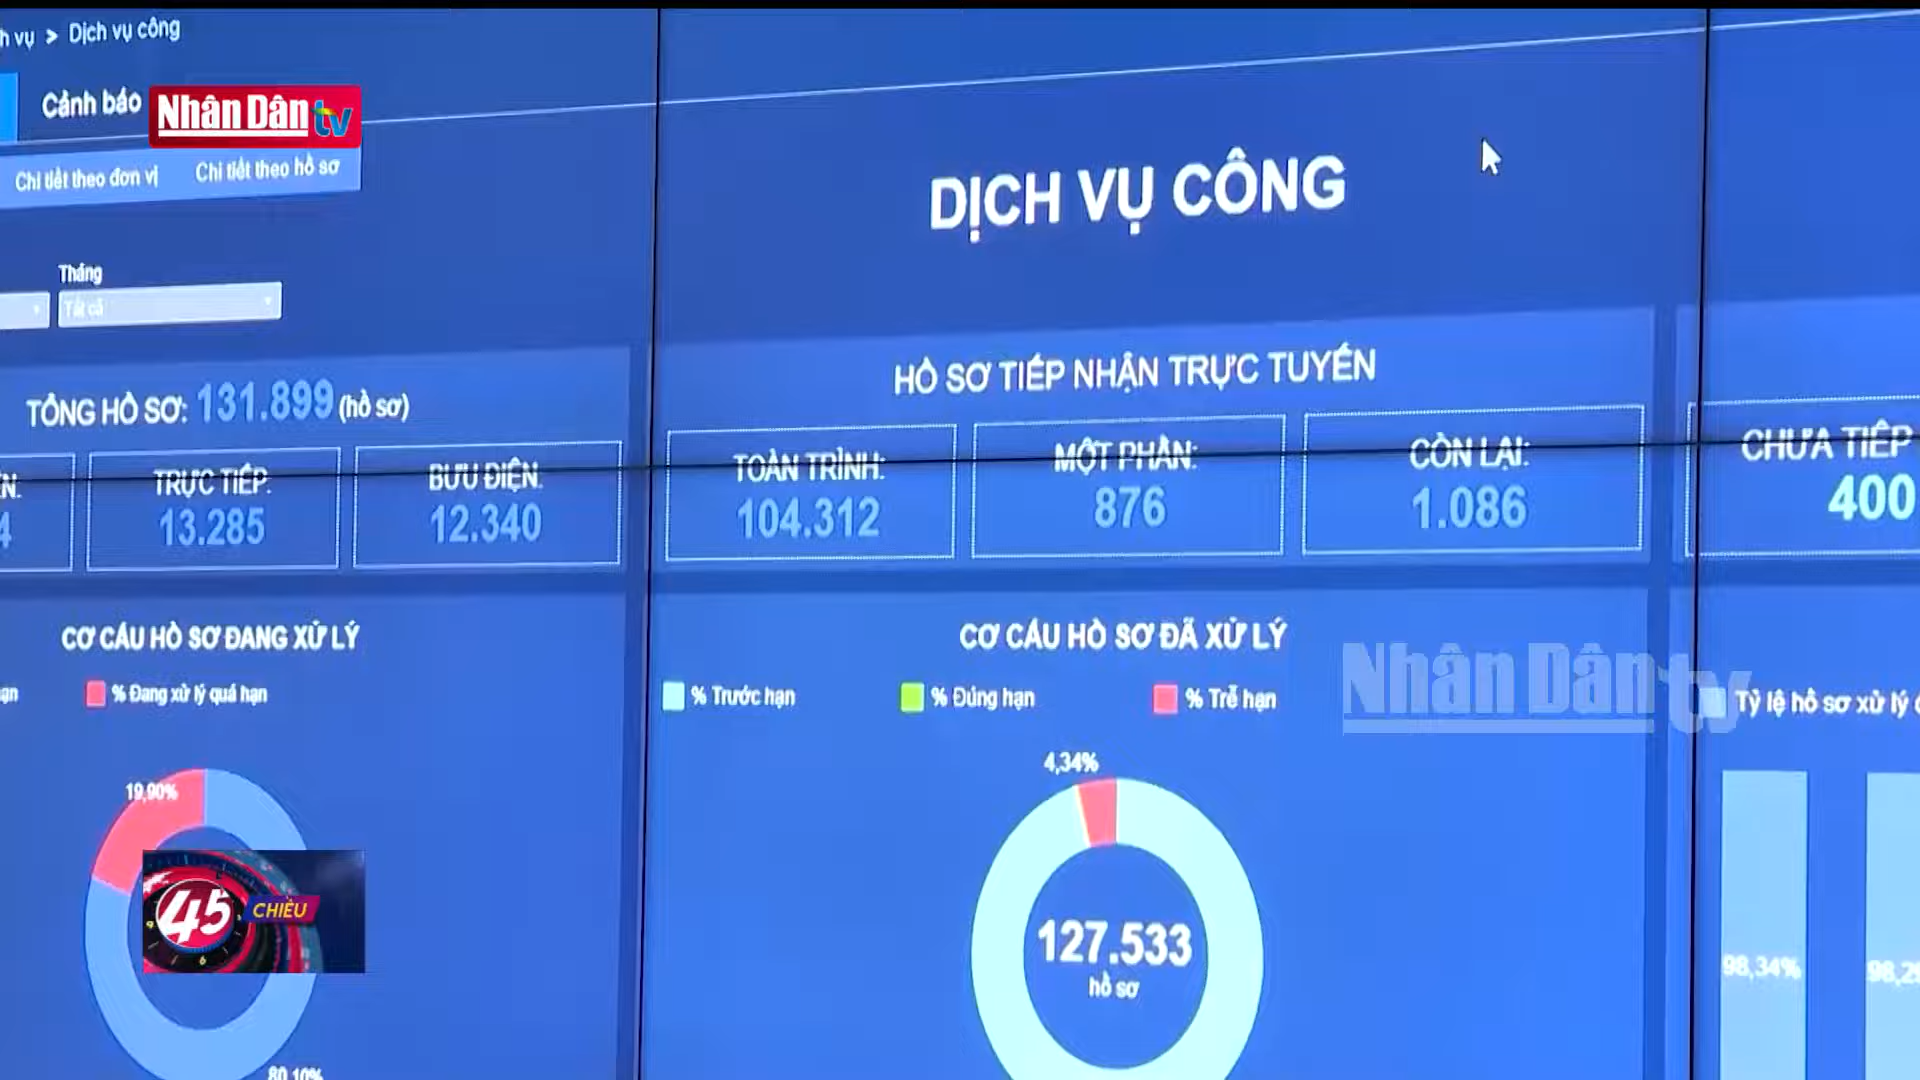 Dịch vụ công
Cảnh báo
Nhân Dân tv
Chi tiết theo đơn vị
Chi tiết theo hồ sơ
DỊCH VỤ CÔNG
Tháng
Tất cả
HỒ SƠ TIẾP NHẬN TRỰC TUYẾN
TỔNG HỒ SƠ: 131.899 (hồ sơ)
TRỰC TIẾP:
13.285
BƯU ĐIỆN:
12.340
TOÀN TRÌNH:
104.312
MỘT PHẦN:
876
CÒN LẠI:
1.086
CHƯA TIẾP
400
CƠ CẤU HỒ SƠ ĐANG XỬ LÝ
% Đang xử lý quá hạn
19,90%
80,10%
CƠ CẤU HỒ SƠ ĐÃ XỬ LÝ
% Trước hạn
% Đúng hạn
% Trễ hạn
4,34%
127.533
hồ sơ
Nhân Dân tv
Tỷ lệ hồ sơ xử lý
98,34%
45
CHIỀU